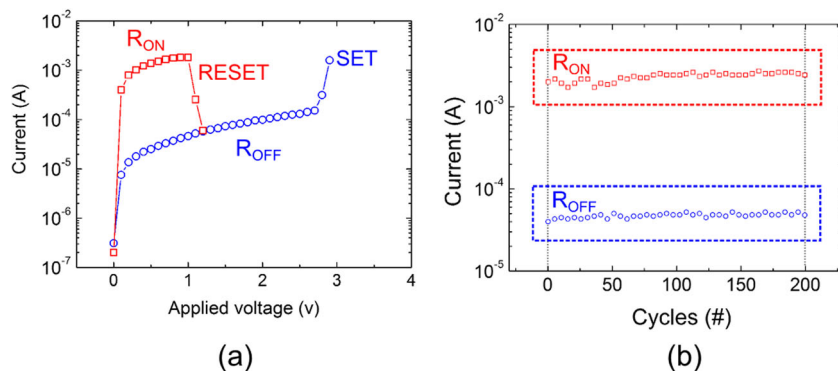 10⁻²
10⁻³
10⁻⁴
10⁻⁵
10⁻⁶
10⁻⁷
Current (A)
R_ON
RESET
SET
R_OFF
0 1 2 3 4
Applied voltage (v)
(a)
10⁻²
10⁻³
10⁻⁴
10⁻⁵
Current (A)
R_ON
R_OFF
0 50 100 150 200
Cycles (#)
(b)